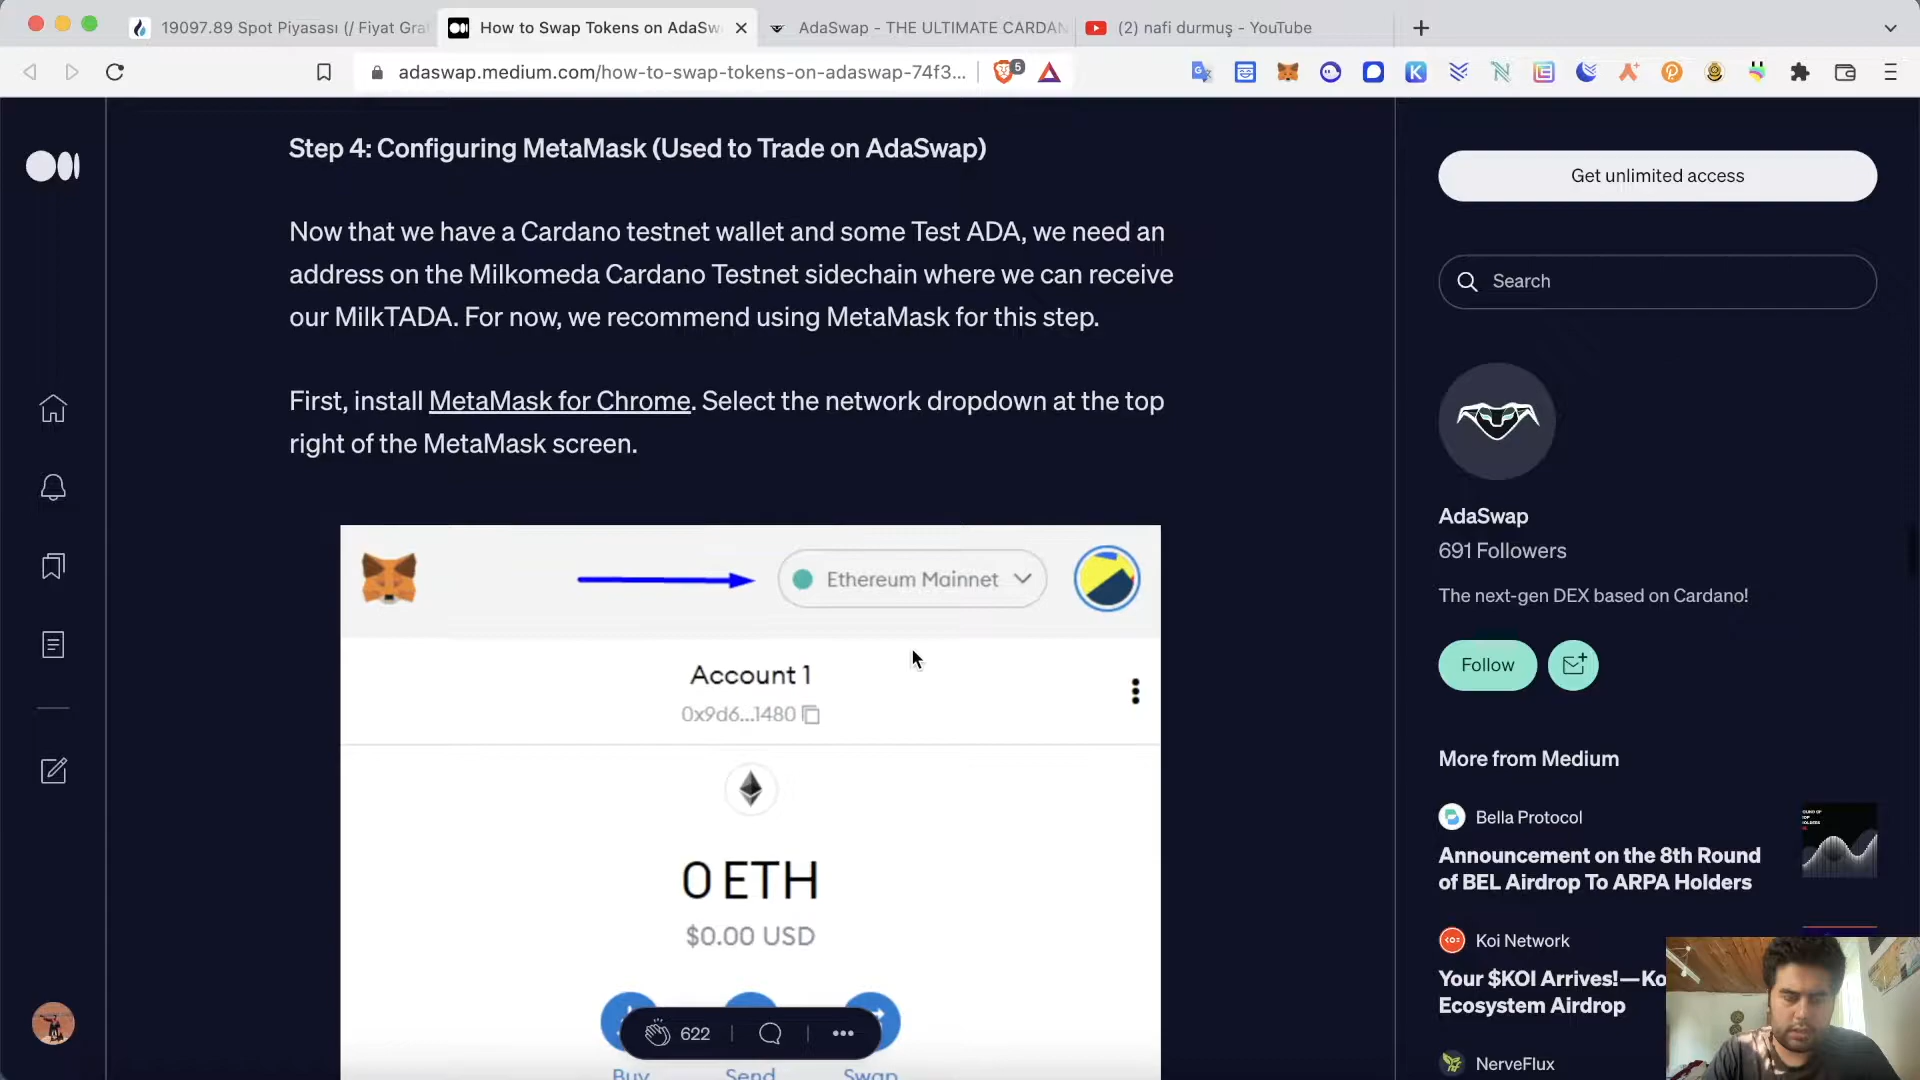 19097.89 Spot Piyasası (/ Fiyat Gra
How to Swap Tokens on AdaSw
AdaSwap - THE ULTIMATE CARDAN
(2) nafi durmuş - YouTube
adaswap.medium.com/how-to-swap-tokens-on-adaswap-74f3...
5
Step 4: Configuring MetaMask (Used to Trade on AdaSwap)
Now that we have a Cardano testnet wallet and some Test ADA, we need an
address on the Milkomeda Cardano Testnet sidechain where we can receive
our MilkTADA. For now, we recommend using MetaMask for this step.
First, install MetaMask for Chrome. Select the network dropdown at the top
right of the MetaMask screen.
Ethereum Mainnet
Account 1
0x9d6...1480
0 ETH
$0.00 USD
622
Buy
Send
Swap
Get unlimited access
Search
AdaSwap
691 Followers
The next-gen DEX based on Cardano!
Follow
More from Medium
Bella Protocol
Announcement on the 8th Round
of BEL Airdrop To ARPA Holders
Koi Network
Your $KOI Arrives!—Ko
Ecosystem Airdrop
NerveFlux